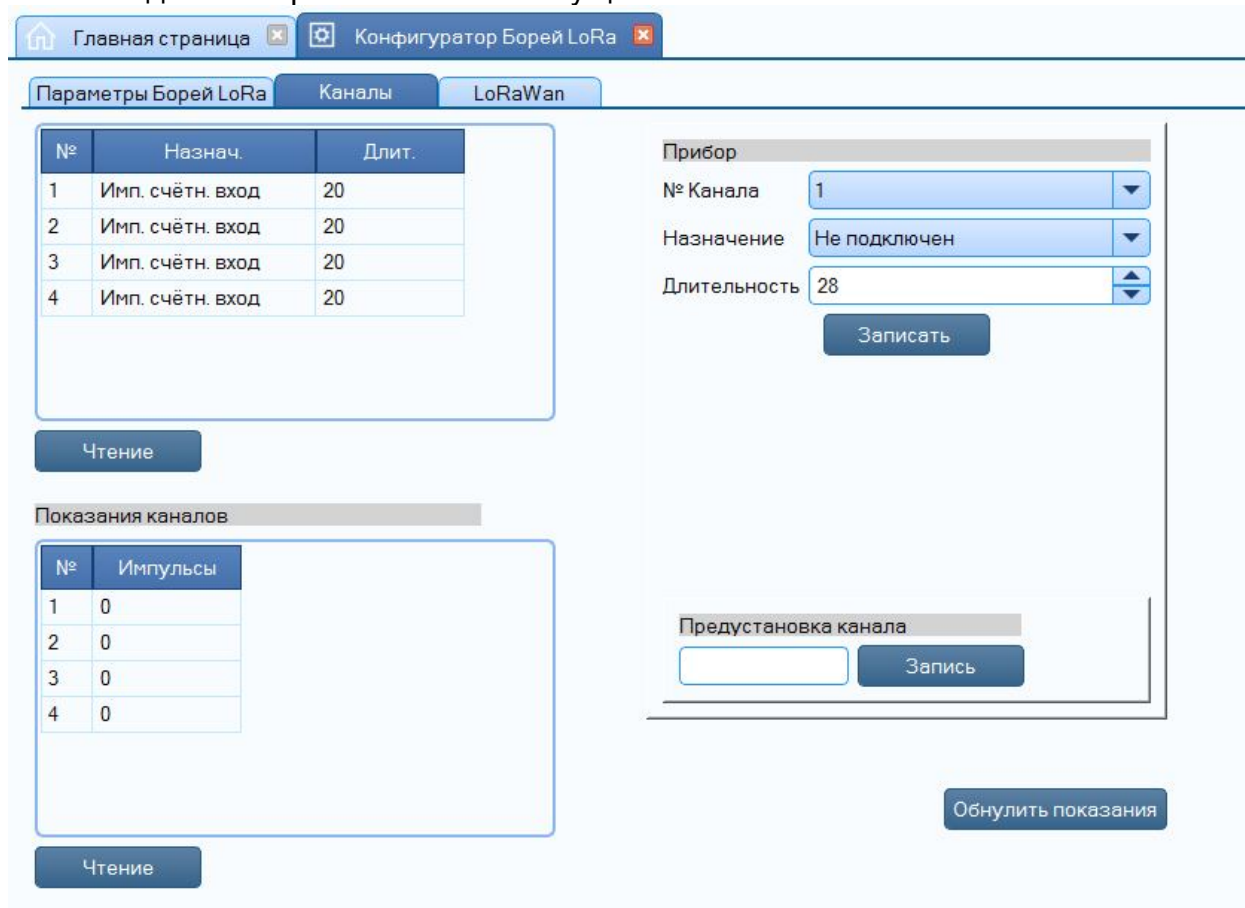 Главная страница Конфигуратор Борей LoRa
Параметры Борей LoRa Каналы LoRaWan
№ Назнач. Длит.
1 Имп. счётн. вход 20
2 Имп. счётн. вход 20
3 Имп. счётн. вход 20
4 Имп. счётн. вход 20
Чтение
Показания каналов
№ Импульсы
1 0
2 0
3 0
4 0
Чтение
Прибор
№ Канала 1
Назначение Не подключен
Длительность 28
Записать
Предустановка канала
Запись
Обнулить показания